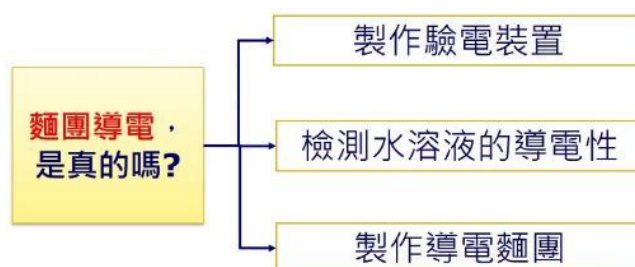 麵團導電，
是真的嗎?
製作驗電裝置
檢測水溶液的導電性
製作導電麵團